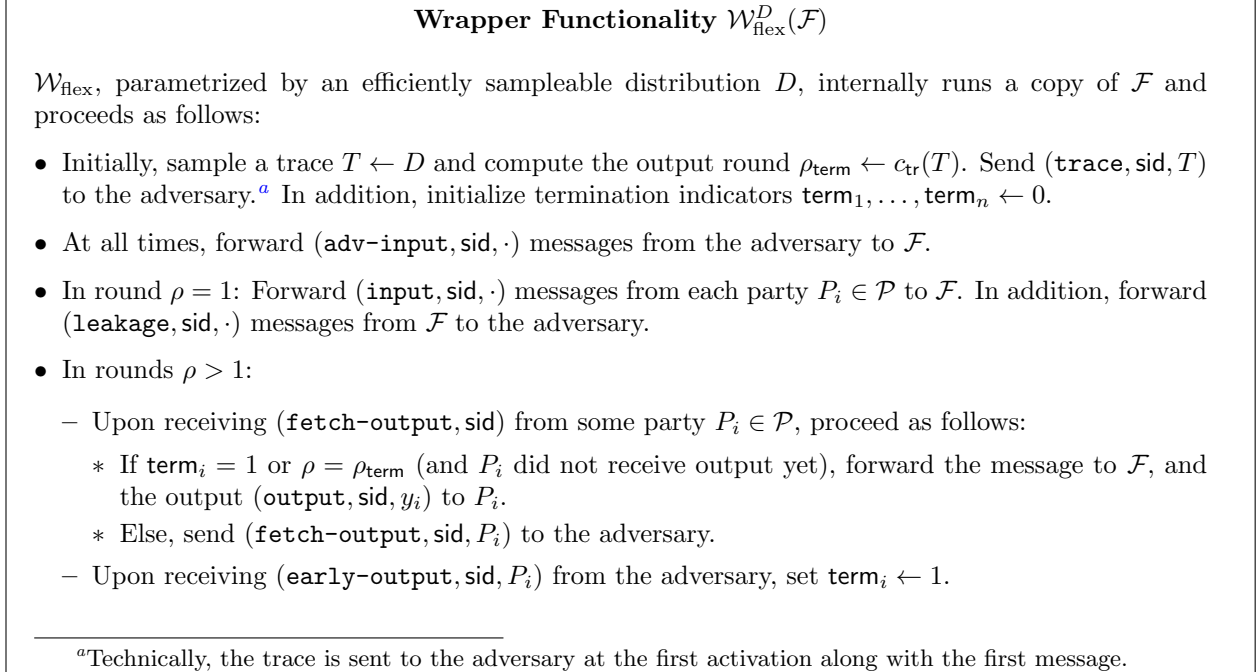 Wrapper Functionality 𝒲^D_flex(ℱ)
𝒲_flex, parametrized by an efficiently sampleable distribution D, internally runs a copy of ℱ and
proceeds as follows:
• Initially, sample a trace T ← D and compute the output round ρ_term ← c_tr(T). Send (trace, sid, T)
to the adversary.^a In addition, initialize termination indicators term_1, . . . , term_n ← 0.
• At all times, forward (adv-input, sid, ·) messages from the adversary to ℱ.
• In round ρ = 1: Forward (input, sid, ·) messages from each party P_i ∈ 𝒫 to ℱ. In addition, forward
(leakage, sid, ·) messages from ℱ to the adversary.
• In rounds ρ > 1:
– Upon receiving (fetch-output, sid) from some party P_i ∈ 𝒫, proceed as follows:
∗ If term_i = 1 or ρ = ρ_term (and P_i did not receive output yet), forward the message to ℱ, and
the output (output, sid, y_i) to P_i.
∗ Else, send (fetch-output, sid, P_i) to the adversary.
– Upon receiving (early-output, sid, P_i) from the adversary, set term_i ← 1.
^aTechnically, the trace is sent to the adversary at the first activation along with the first message.